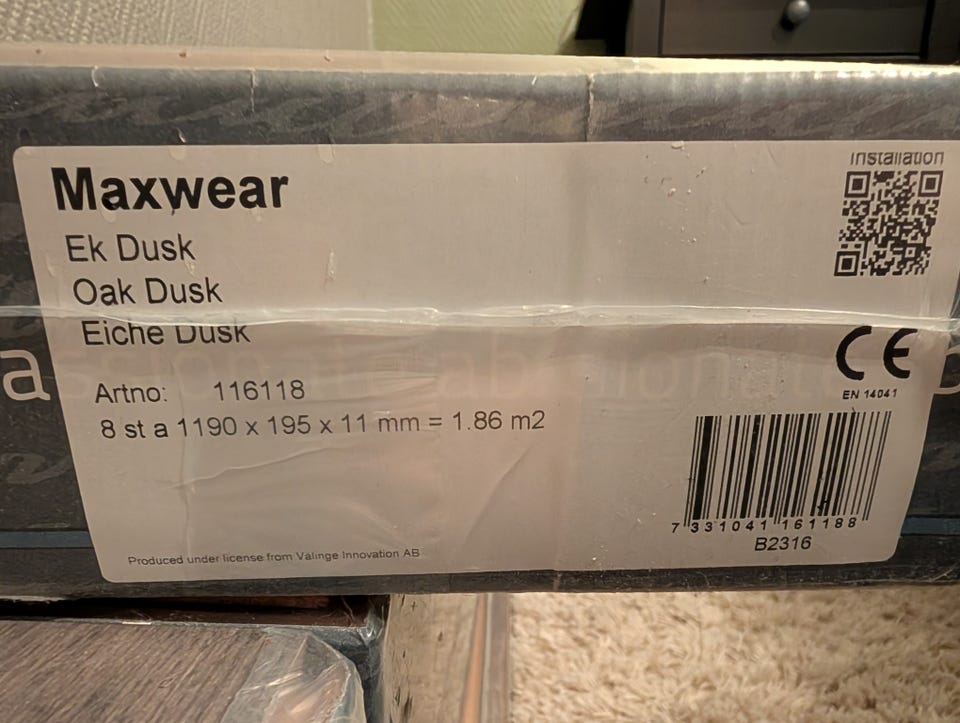 Maxwear
Ek Dusk
Oak Dusk
Eiche Dusk
Artno: 116118
8 st a 1190 x 195 x 11 mm = 1.86 m2
Produced under license from Välinge Innovation AB
Installation
CE
EN 14041
7 331041 161188
B2316